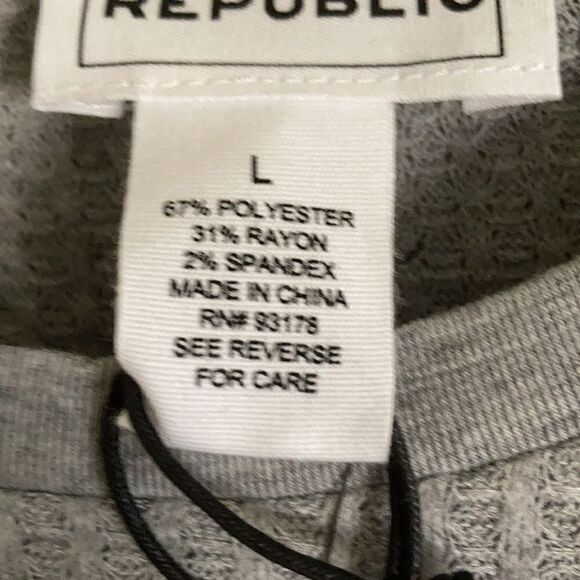 REPUBLIC
L
67% POLYESTER
31% RAYON
2% SPANDEX
MADE IN CHINA
RN# 93178
SEE REVERSE
FOR CARE